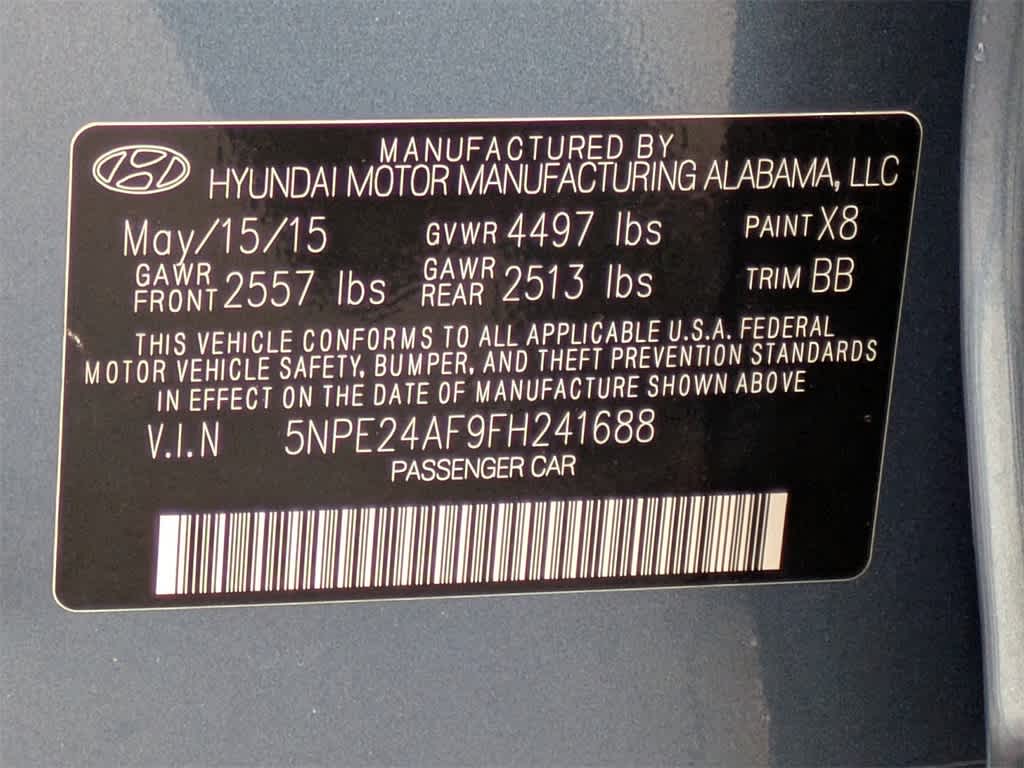 MANUFACTURED BY
HYUNDAI MOTOR MANUFACTURING ALABAMA, LLC
May/15/15 GVWR 4497 lbs PAINT X8
GAWR FRONT 2557 lbs GAWR REAR 2513 lbs TRIM BB
THIS VEHICLE CONFORMS TO ALL APPLICABLE U.S.A. FEDERAL
MOTOR VEHICLE SAFETY, BUMPER, AND THEFT PREVENTION STANDARDS
IN EFFECT ON THE DATE OF MANUFACTURE SHOWN ABOVE
V.I.N 5NPE24AF9FH241688
PASSENGER CAR